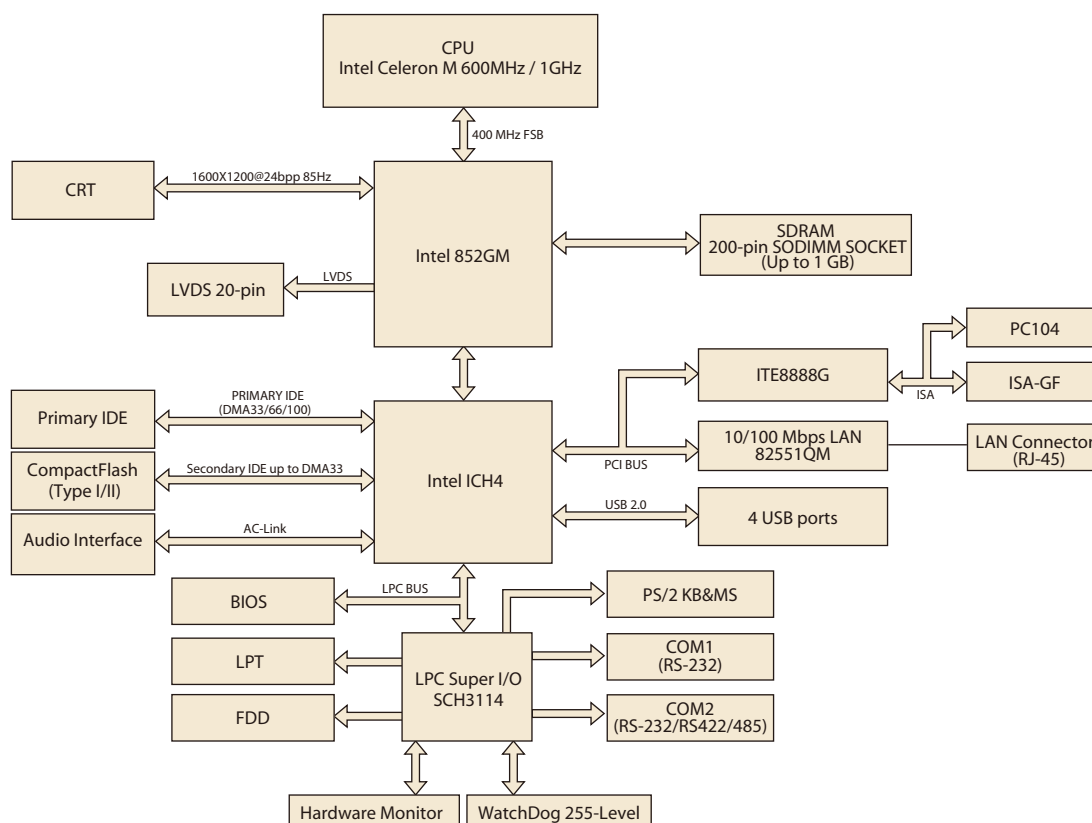 CPU
Intel Celeron M 600MHz / 1GHz
400 MHz FSB
CRT
1600X1200@24bpp 85Hz
Intel 852GM
SDRAM
200-pin SODIMM SOCKET
(Up to 1 GB)
LVDS 20-pin
LVDS
PC104
ITE8888G
ISA
ISA-GF
Primary IDE
PRIMARY IDE
(DMA33/66/100)
Intel ICH4
PCI BUS
10/100 Mbps LAN
82551QM
LAN Connector
(RJ-45)
CompactFlash
(Type I/II)
Secondary IDE up to DMA33
USB 2.0
4 USB ports
Audio Interface
AC-Link
BIOS
LPC BUS
PS/2 KB&MS
LPT
LPC Super I/O
SCH3114
COM1
(RS-232)
FDD
COM2
(RS-232/RS422/485)
Hardware Monitor
WatchDog 255-Level